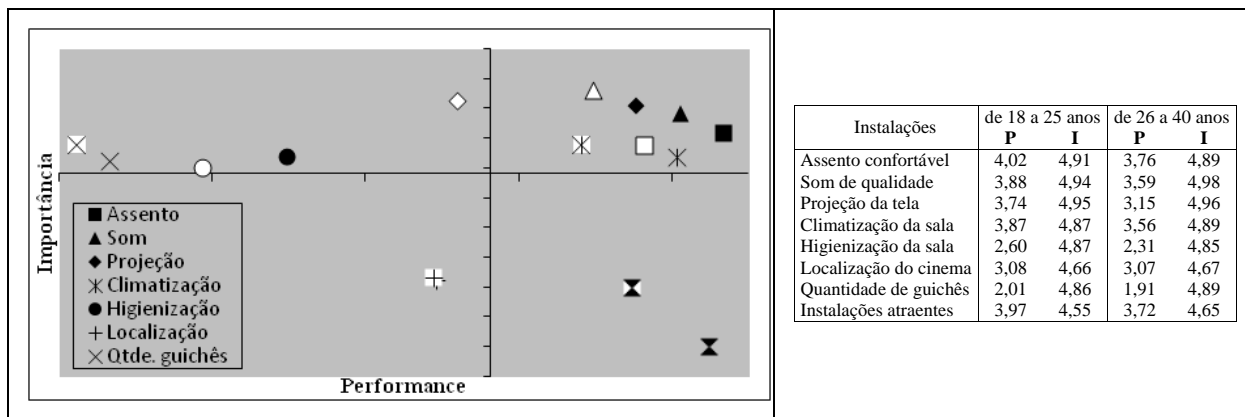 Importância
Assento
Som
Projeção
Climatização
Higienização
Localização
Qtde. guichês
Performance
Instalações de 18 a 25 anos de 26 a 40 anos
P I P I
Assento confortável 4,02 4,91 3,76 4,89
Som de qualidade 3,88 4,94 3,59 4,98
Projeção da tela 3,74 4,95 3,15 4,96
Climatização da sala 3,87 4,87 3,56 4,89
Higienização da sala 2,60 4,87 2,31 4,85
Localização do cinema 3,08 4,66 3,07 4,67
Quantidade de guichês 2,01 4,86 1,91 4,89
Instalações atraentes 3,97 4,55 3,72 4,65